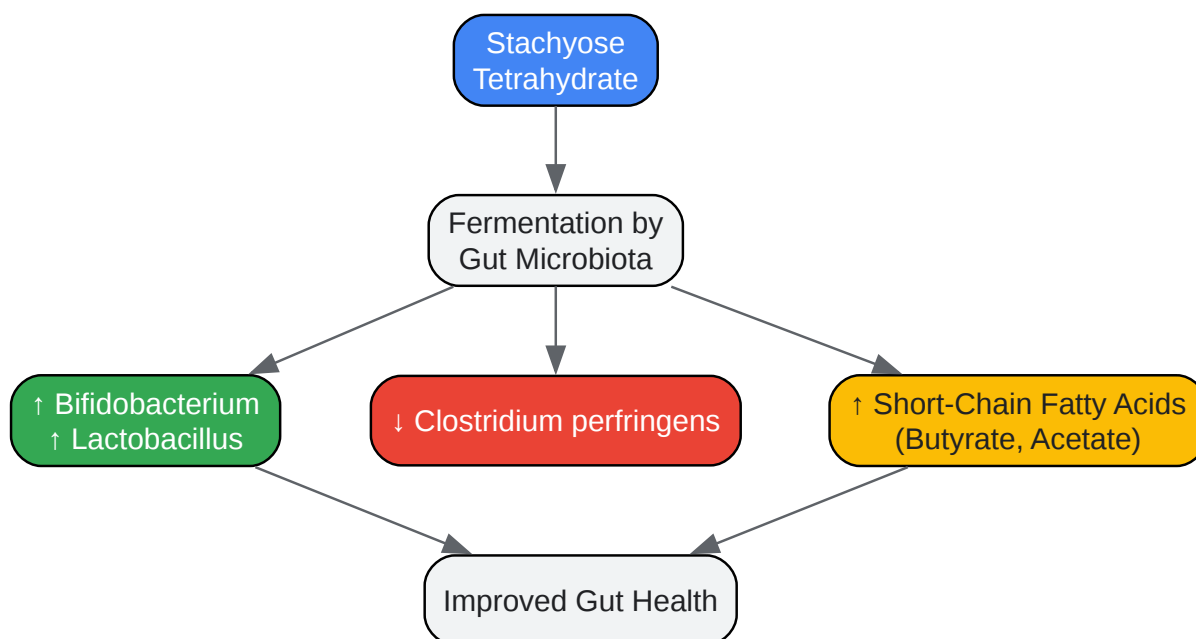 Stachyose
Tetrahydrate
Fermentation by
Gut Microbiota
↑ Bifidobacterium
↑ Lactobacillus
↓ Clostridium perfringens
↑ Short-Chain Fatty Acids
(Butyrate, Acetate)
Improved Gut Health